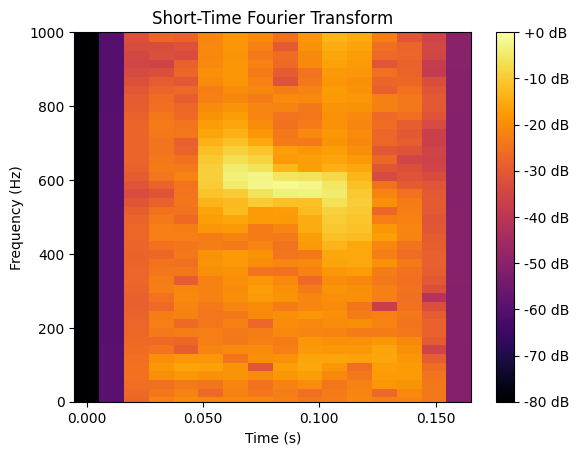 Short-Time Fourier Transform
1000
800
600
400
200
0
Frequency (Hz)
0.000
0.050
0.100
0.150
Time (s)
+0 dB
-10 dB
-20 dB
-30 dB
-40 dB
-50 dB
-60 dB
-70 dB
-80 dB